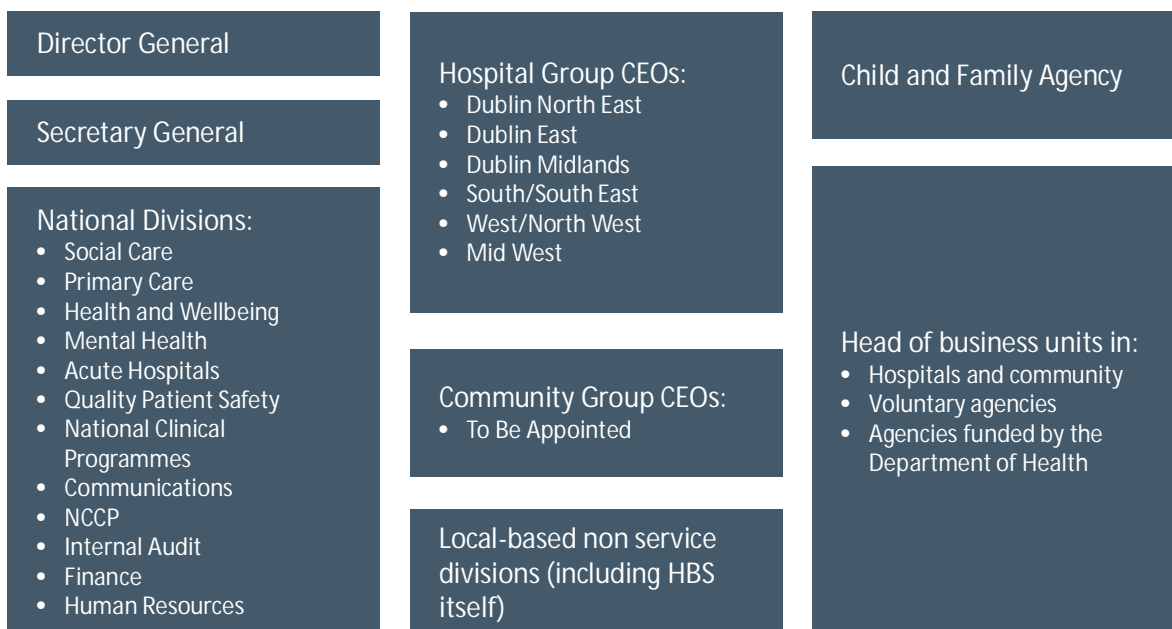 Director General
Secretary General
National Divisions:
• Social Care
• Primary Care
• Health and Wellbeing
• Mental Health
• Acute Hospitals
• Quality Patient Safety
• National Clinical
Programmes
• Communications
• NCCP
• Internal Audit
• Finance
• Human Resources
Hospital Group CEOs:
• Dublin North East
• Dublin East
• Dublin Midlands
• South/South East
• West/North West
• Mid West
Community Group CEOs:
• To Be Appointed
Local-based non service
divisions (including HBS
itself)
Child and Family Agency
Head of business units in:
• Hospitals and community
• Voluntary agencies
• Agencies funded by the
Department of Health